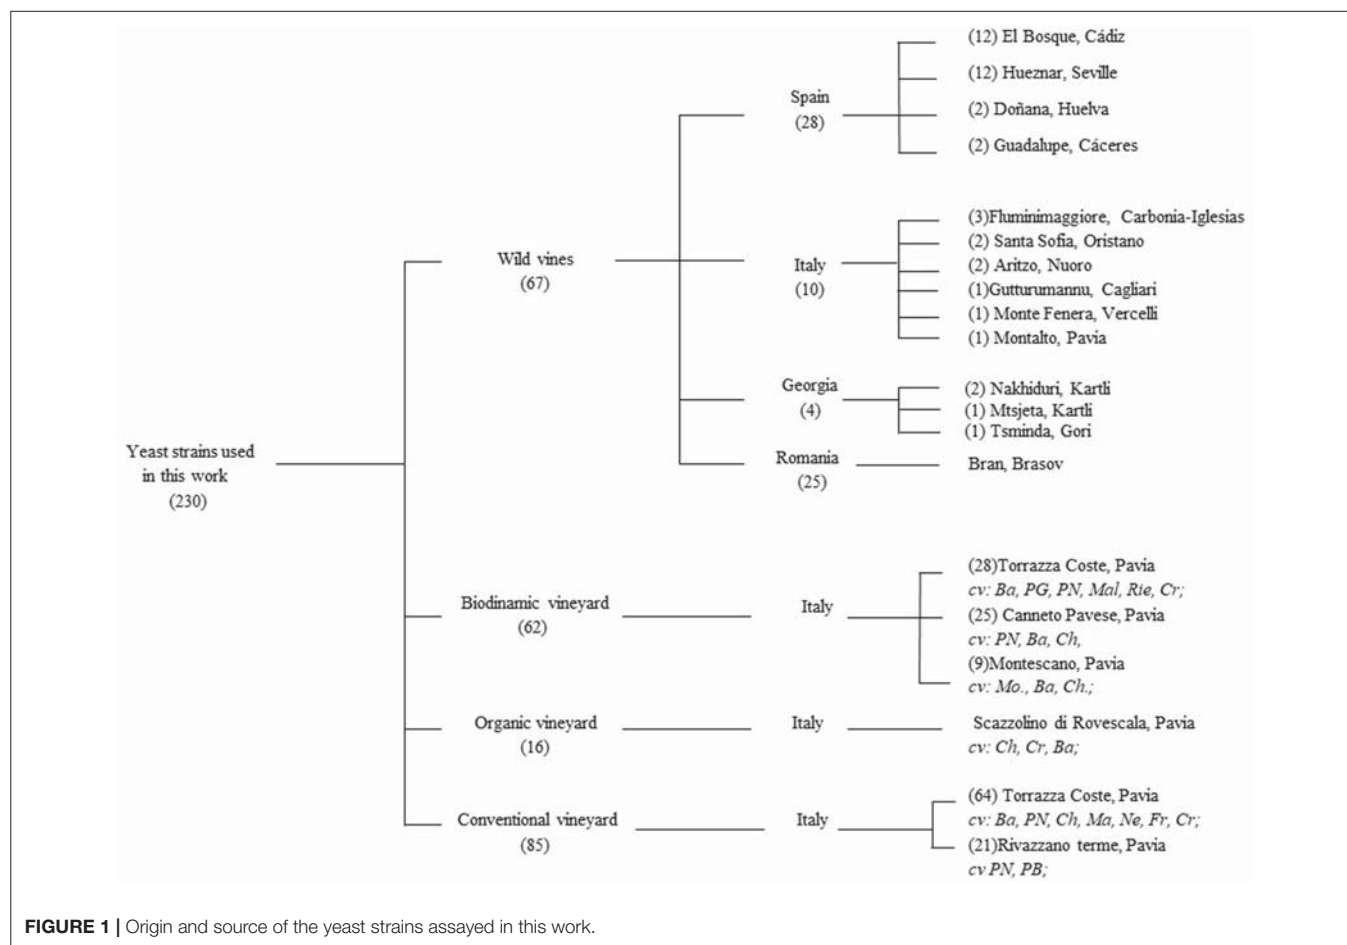 Yeast strains used
in this work
(230)
Wild vines
(67)
Spain
(28)
(12) El Bosque, Cádiz
(12) Hueznar, Seville
(2) Doñana, Huelva
(2) Guadalupe, Cáceres
Italy
(10)
(3)Fluminimaggiore, Carbonia-Iglesias
(2) Santa Sofia, Oristano
(2) Aritzo, Nuoro
(1)Gutturumannu, Cagliari
(1) Monte Fenera, Vercelli
(1) Montalto, Pavia
Georgia
(4)
(2) Nakhiduri, Kartli
(1) Mtsjeta, Kartli
(1) Tsminda, Gori
Romania
(25)
Bran, Brasov
Biodinamic vineyard
(62)
Italy
(28)Torrazza Coste, Pavia
cv: Ba, PG, PN, Mal, Rie, Cr;
(25) Canneto Pavese, Pavia
cv: PN, Ba, Ch,
(9)Montescano, Pavia
cv: Mo., Ba, Ch.;
Organic vineyard
(16)
Italy
Scazzolino di Rovescala, Pavia
cv: Ch, Cr, Ba;
Conventional vineyard
(85)
Italy
(64) Torrazza Coste, Pavia
cv: Ba, PN, Ch, Ma, Ne, Fr, Cr;
(21)Rivazzano terme, Pavia
cv PN, PB;
FIGURE 1 | Origin and source of the yeast strains assayed in this work.